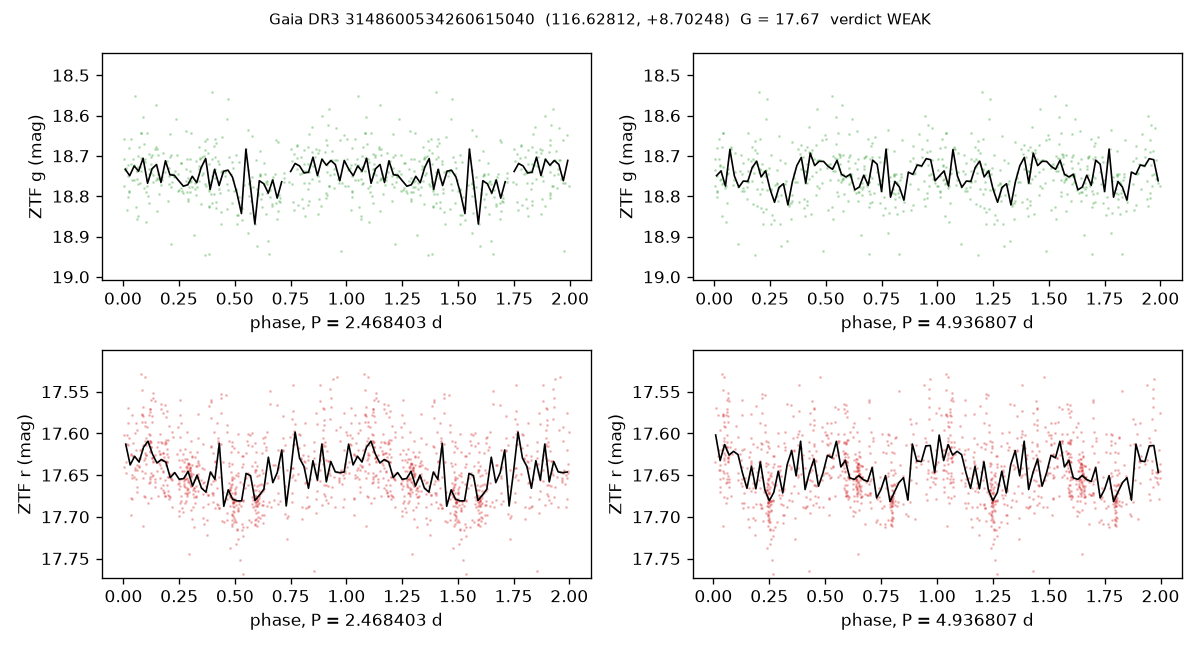 Gaia DR3 3148600534260615040 (116.62812, +8.70248) G = 17.67 verdict WEAK
ZTF g (mag)
18.5
18.6
18.7
18.8
18.9
19.0
0.00 0.25 0.50 0.75 1.00 1.25 1.50 1.75 2.00
phase, P = 2.468403 d
ZTF g (mag)
18.5
18.6
18.7
18.8
18.9
19.0
0.00 0.25 0.50 0.75 1.00 1.25 1.50 1.75 2.00
phase, P = 4.936807 d
ZTF r (mag)
17.55
17.60
17.65
17.70
17.75
0.00 0.25 0.50 0.75 1.00 1.25 1.50 1.75 2.00
phase, P = 2.468403 d
ZTF r (mag)
17.55
17.60
17.65
17.70
17.75
0.00 0.25 0.50 0.75 1.00 1.25 1.50 1.75 2.00
phase, P = 4.936807 d